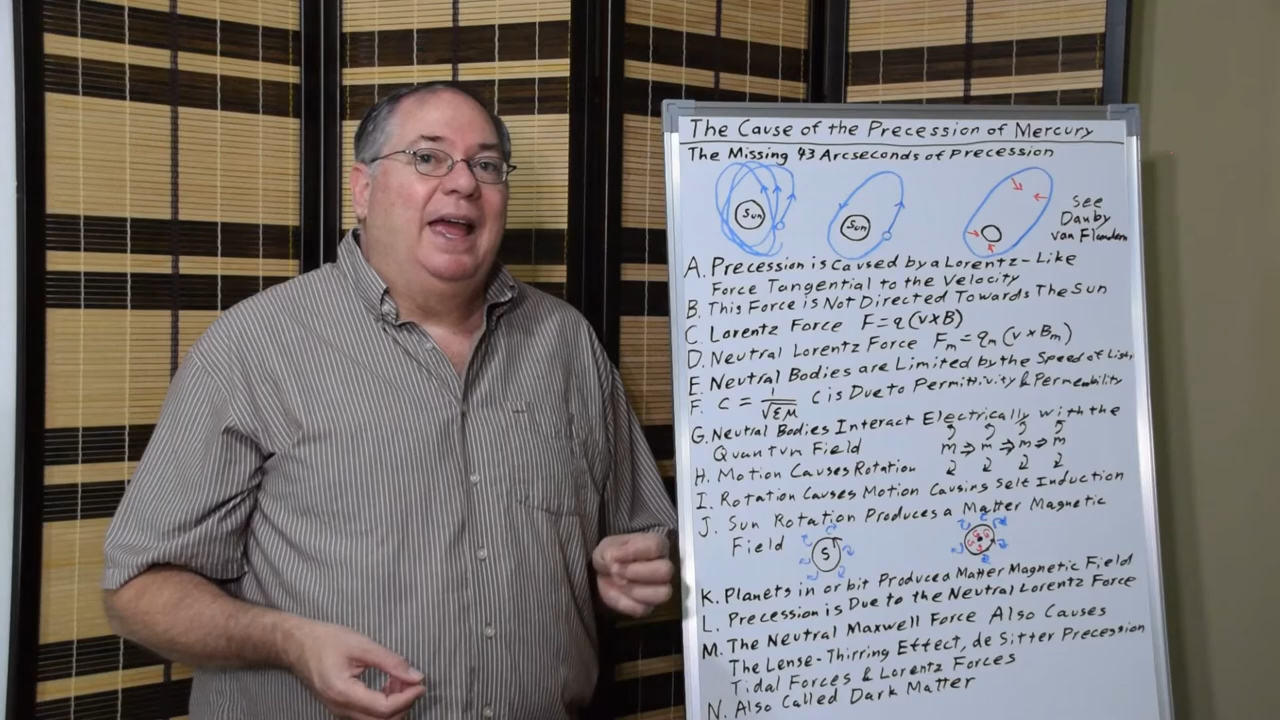 The Cause of the Precession of Mercury
The Missing 43 Arcseconds of Precession
Sun
Sun
see
Danby
van Flandern
A. Precession is Caused by a Lorentz-Like
Force Tangential to the Velocity
B. This Force is Not Directed Towards The Sun
C. Lorentz Force F=q(v×B)
D. Neutral Lorentz Force Fm=qm(v×Bm)
E. Neutral Bodies are Limited by the Speed of Light
F. C = 1/√εμ C is Due to Permittivity & Permeability
G. Neutral Bodies Interact Electrically with the
Quantum Field m⇒m⇒m⇒m
H. Motion Causes Rotation
I. Rotation Causes Motion Causing Self Induction
J. Sun Rotation Produces a Matter Magnetic
Field S
K. Planets in orbit Produce a Matter Magnetic Field
L. Precession is Due to the Neutral Lorentz Force
M. The Neutral Maxwell Force Also Causes
The Lense-Thirring Effect, de Sitter Precession
Tidal Forces & Lorentz Forces
N. Also Called Dark Matter